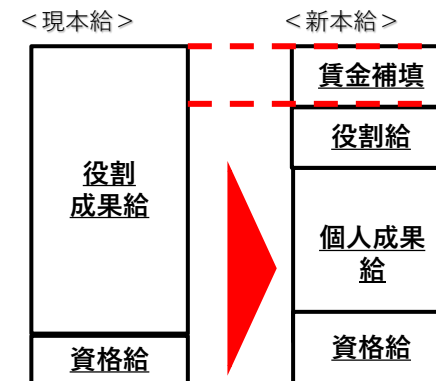 ＜現本給＞
＜新本給＞
役割
成果給
資格給
賃金補填
役割給
個人成果
給
資格給